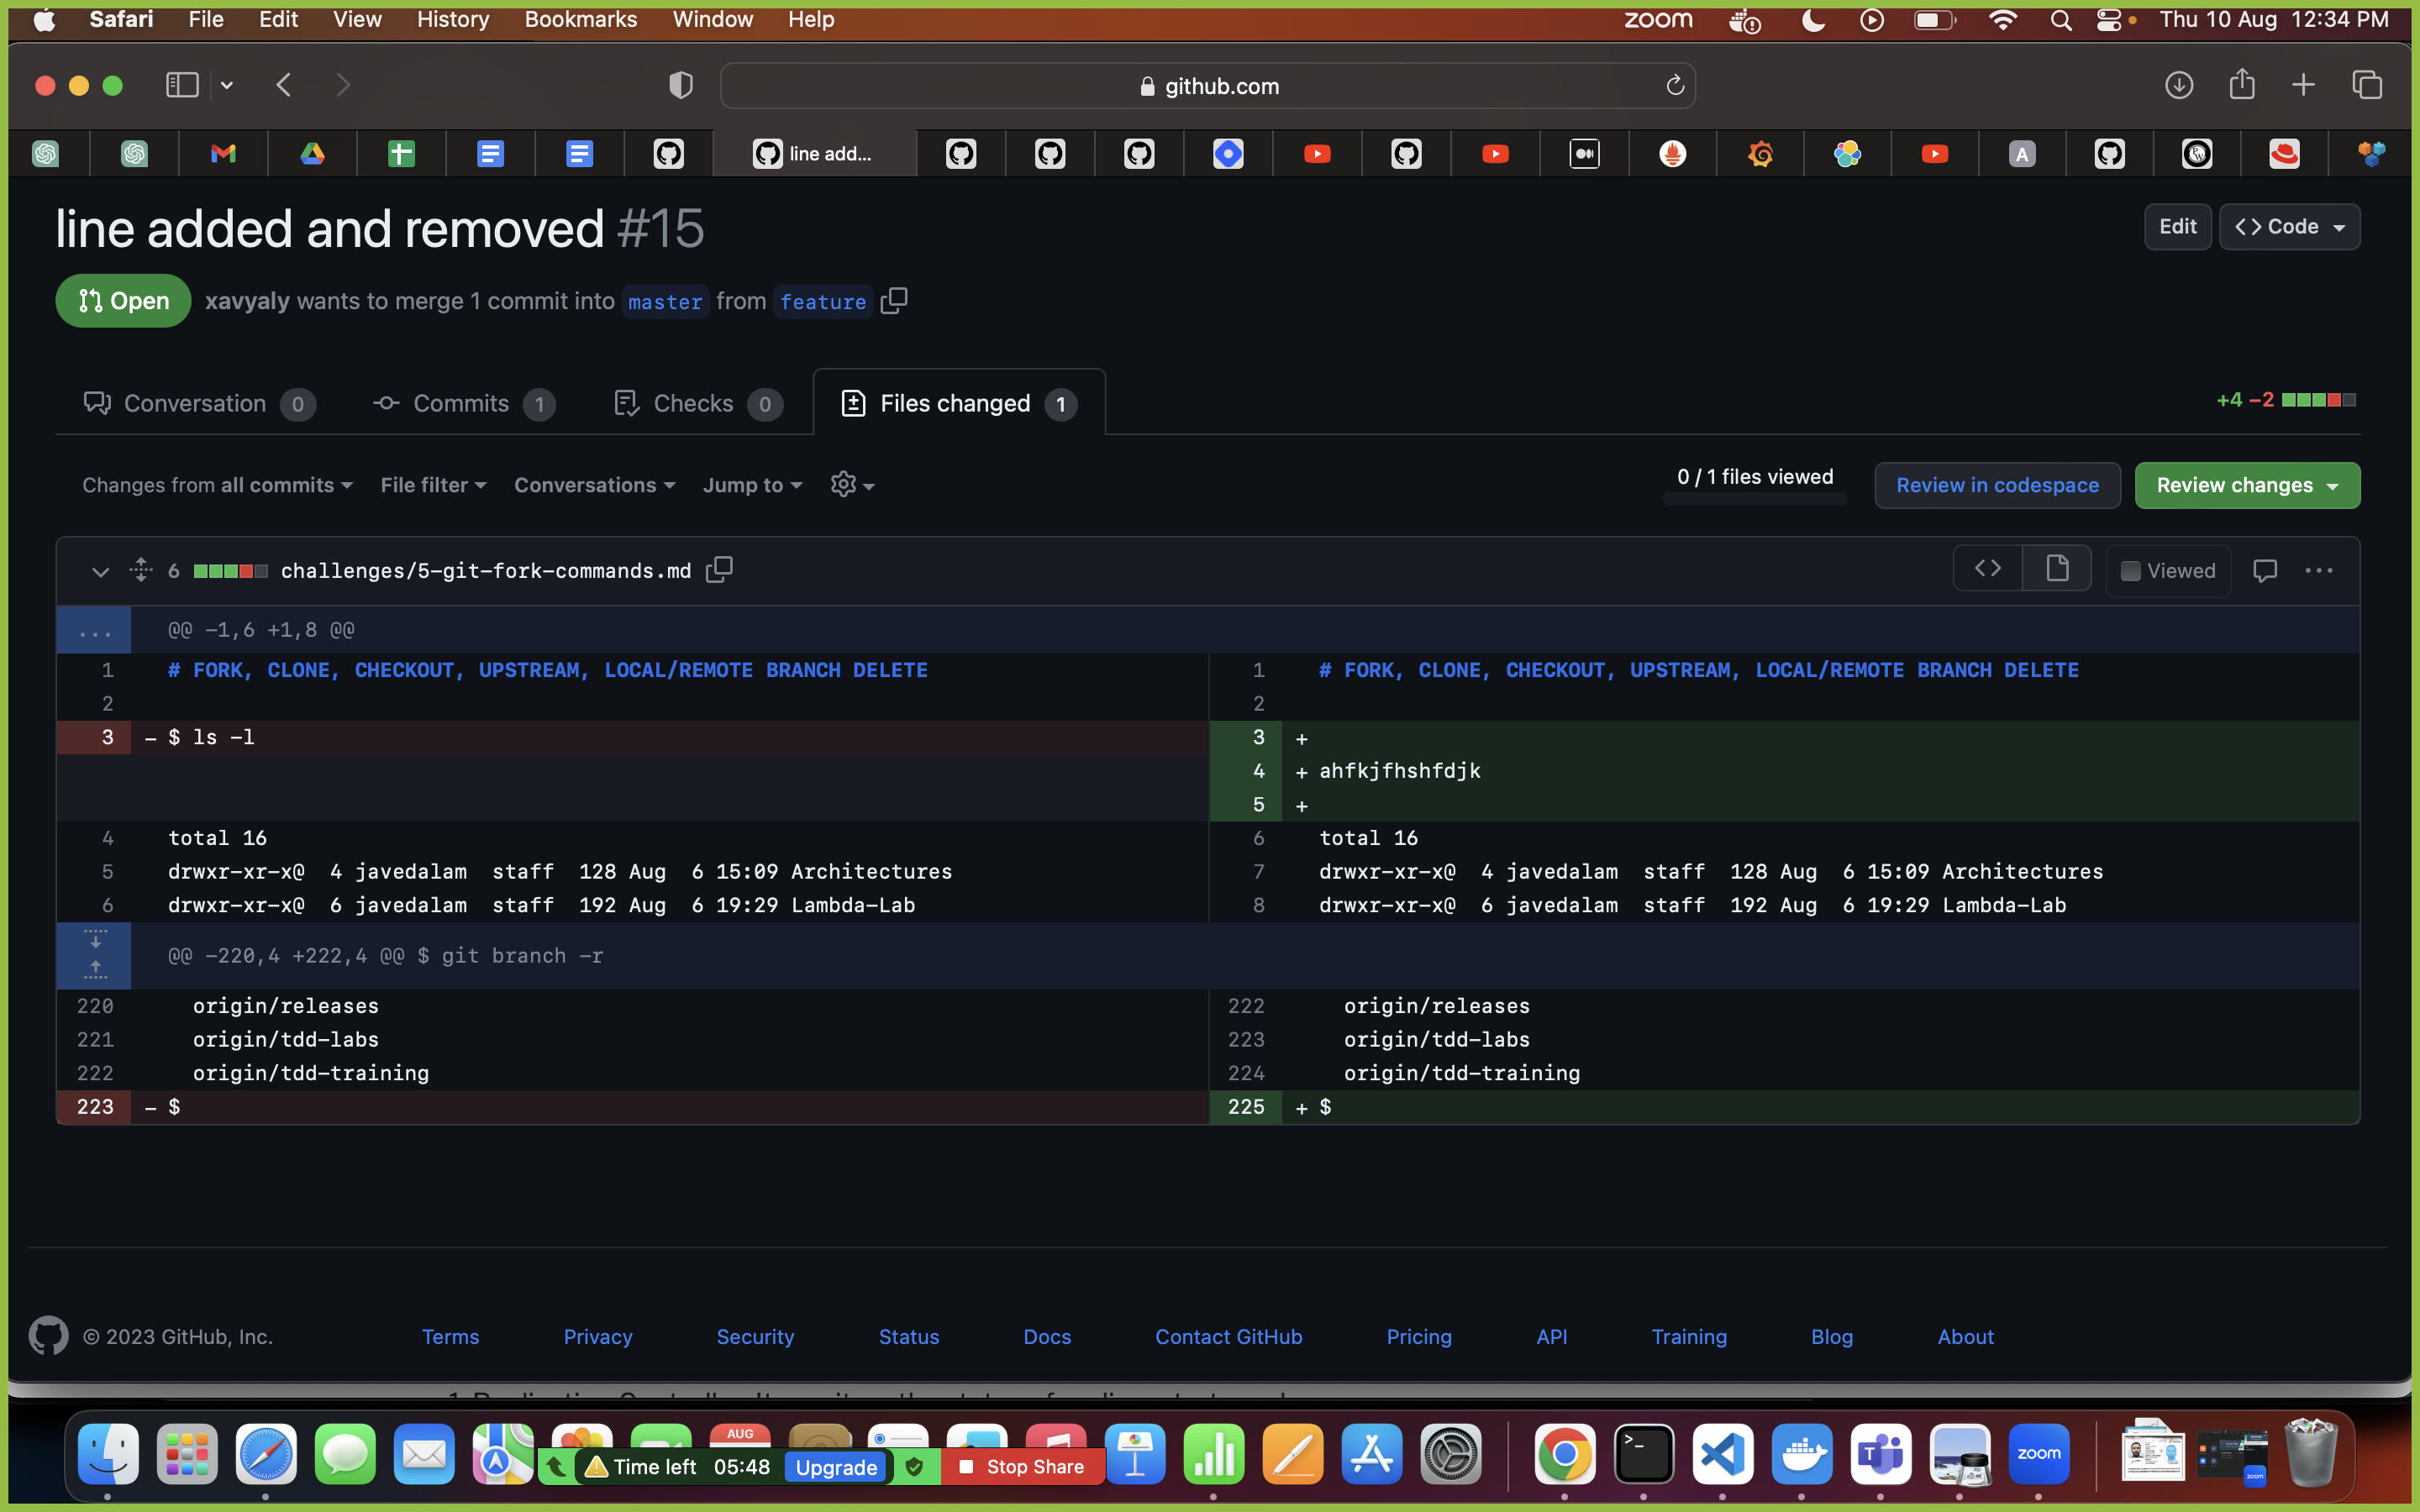 Safari File Edit View History Bookmarks Window Help zoom Thu 10 Aug 12:34 PM
github.com
line add... A
line added and removed #15 Edit <> Code
Open xavyaly wants to merge 1 commit into master from feature
Conversation 0 Commits 1 Checks 0 Files changed 1 +4 −2
Changes from all commits File filter Conversations Jump to 0 / 1 files viewed Review in codespace Review changes
6 challenges/5-git-fork-commands.md <> Viewed ...
... @@ -1,6 +1,8 @@
1 # FORK, CLONE, CHECKOUT, UPSTREAM, LOCAL/REMOTE BRANCH DELETE 1 # FORK, CLONE, CHECKOUT, UPSTREAM, LOCAL/REMOTE BRANCH DELETE
2 2
3 - $ ls -l 3 +
4 + ahfkjfhshfdjk
5 +
4 total 16 6 total 16
5 drwxr-xr-x@ 4 javedalam staff 128 Aug 6 15:09 Architectures 7 drwxr-xr-x@ 4 javedalam staff 128 Aug 6 15:09 Architectures
6 drwxr-xr-x@ 6 javedalam staff 192 Aug 6 19:29 Lambda-Lab 8 drwxr-xr-x@ 6 javedalam staff 192 Aug 6 19:29 Lambda-Lab
@@ -220,4 +222,4 @@ $ git branch -r
220 origin/releases 222 origin/releases
221 origin/tdd-labs 223 origin/tdd-labs
222 origin/tdd-training 224 origin/tdd-training
223 - $ 225 + $
© 2023 GitHub, Inc. Terms Privacy Security Status Docs Contact GitHub Pricing API Training Blog About
AUG
Time left 05:48 Upgrade Stop Share zoom